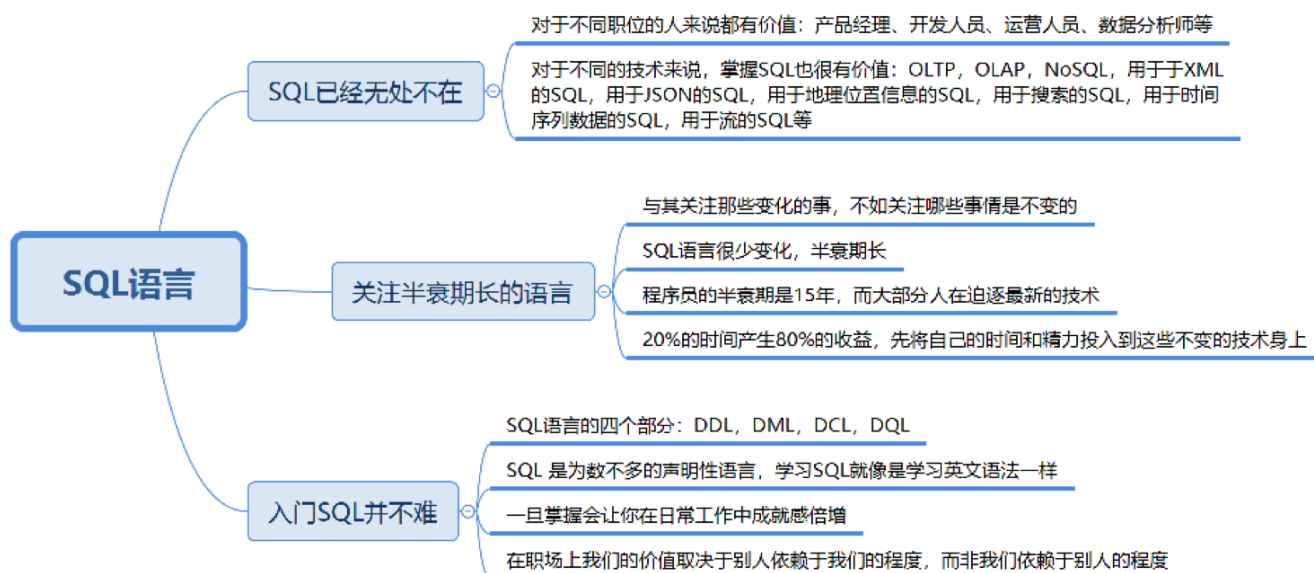 对于不同职位的人来说都有价值：产品经理、开发人员、运营人员、数据分析师等
SQL已经无处不在
对于不同的技术来说，掌握SQL也很有价值：OLTP，OLAP，NoSQL，用于于XML
的SQL，用于JSON的SQL，用于地理位置信息的SQL，用于搜索的SQL，用于时间
序列数据的SQL，用于流的SQL等
SQL语言
与其关注那些变化的事，不如关注哪些事情是不变的
SQL语言很少变化，半衰期长
关注半衰期长的语言
程序员的半衰期是15年，而大部分人在追逐最新的技术
20%的时间产生80%的收益，先将自己的时间和精力投入到这些不变的技术身上
SQL语言的四个部分：DDL，DML，DCL，DQL
SQL 是为数不多的声明性语言，学习SQL就像是学习英文语法一样
入门SQL并不难
一旦掌握会让你在日常工作中成就感倍增
在职场上我们的价值取决于别人依赖于我们的程度，而非我们依赖于别人的程度